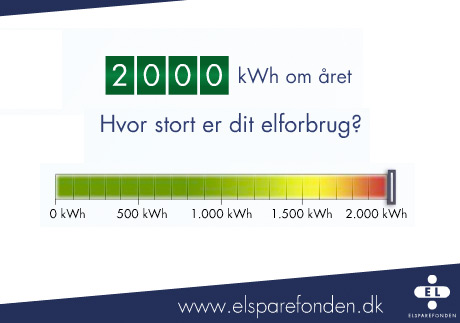 2000 kWh om året
Hvor stort er dit elforbrug?
0 kWh 500 kWh 1.000 kWh 1.500 kWh 2.000 kWh
www.elsparefonden.dk
EL
ELSPAREFONDEN